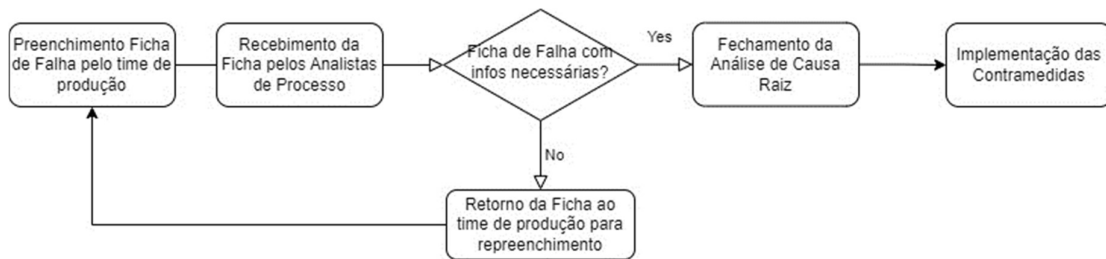 Preenchimento Ficha
de Falha pelo time de
produção
Recebimento da
Ficha pelos Analistas
de Processo
Ficha de Falha com
infos necessárias?
Yes
Fechamento da
Análise de Causa
Raiz
Implementação das
Contramedidas
No
Retorno da Ficha ao
time de produção para
repreenchimento